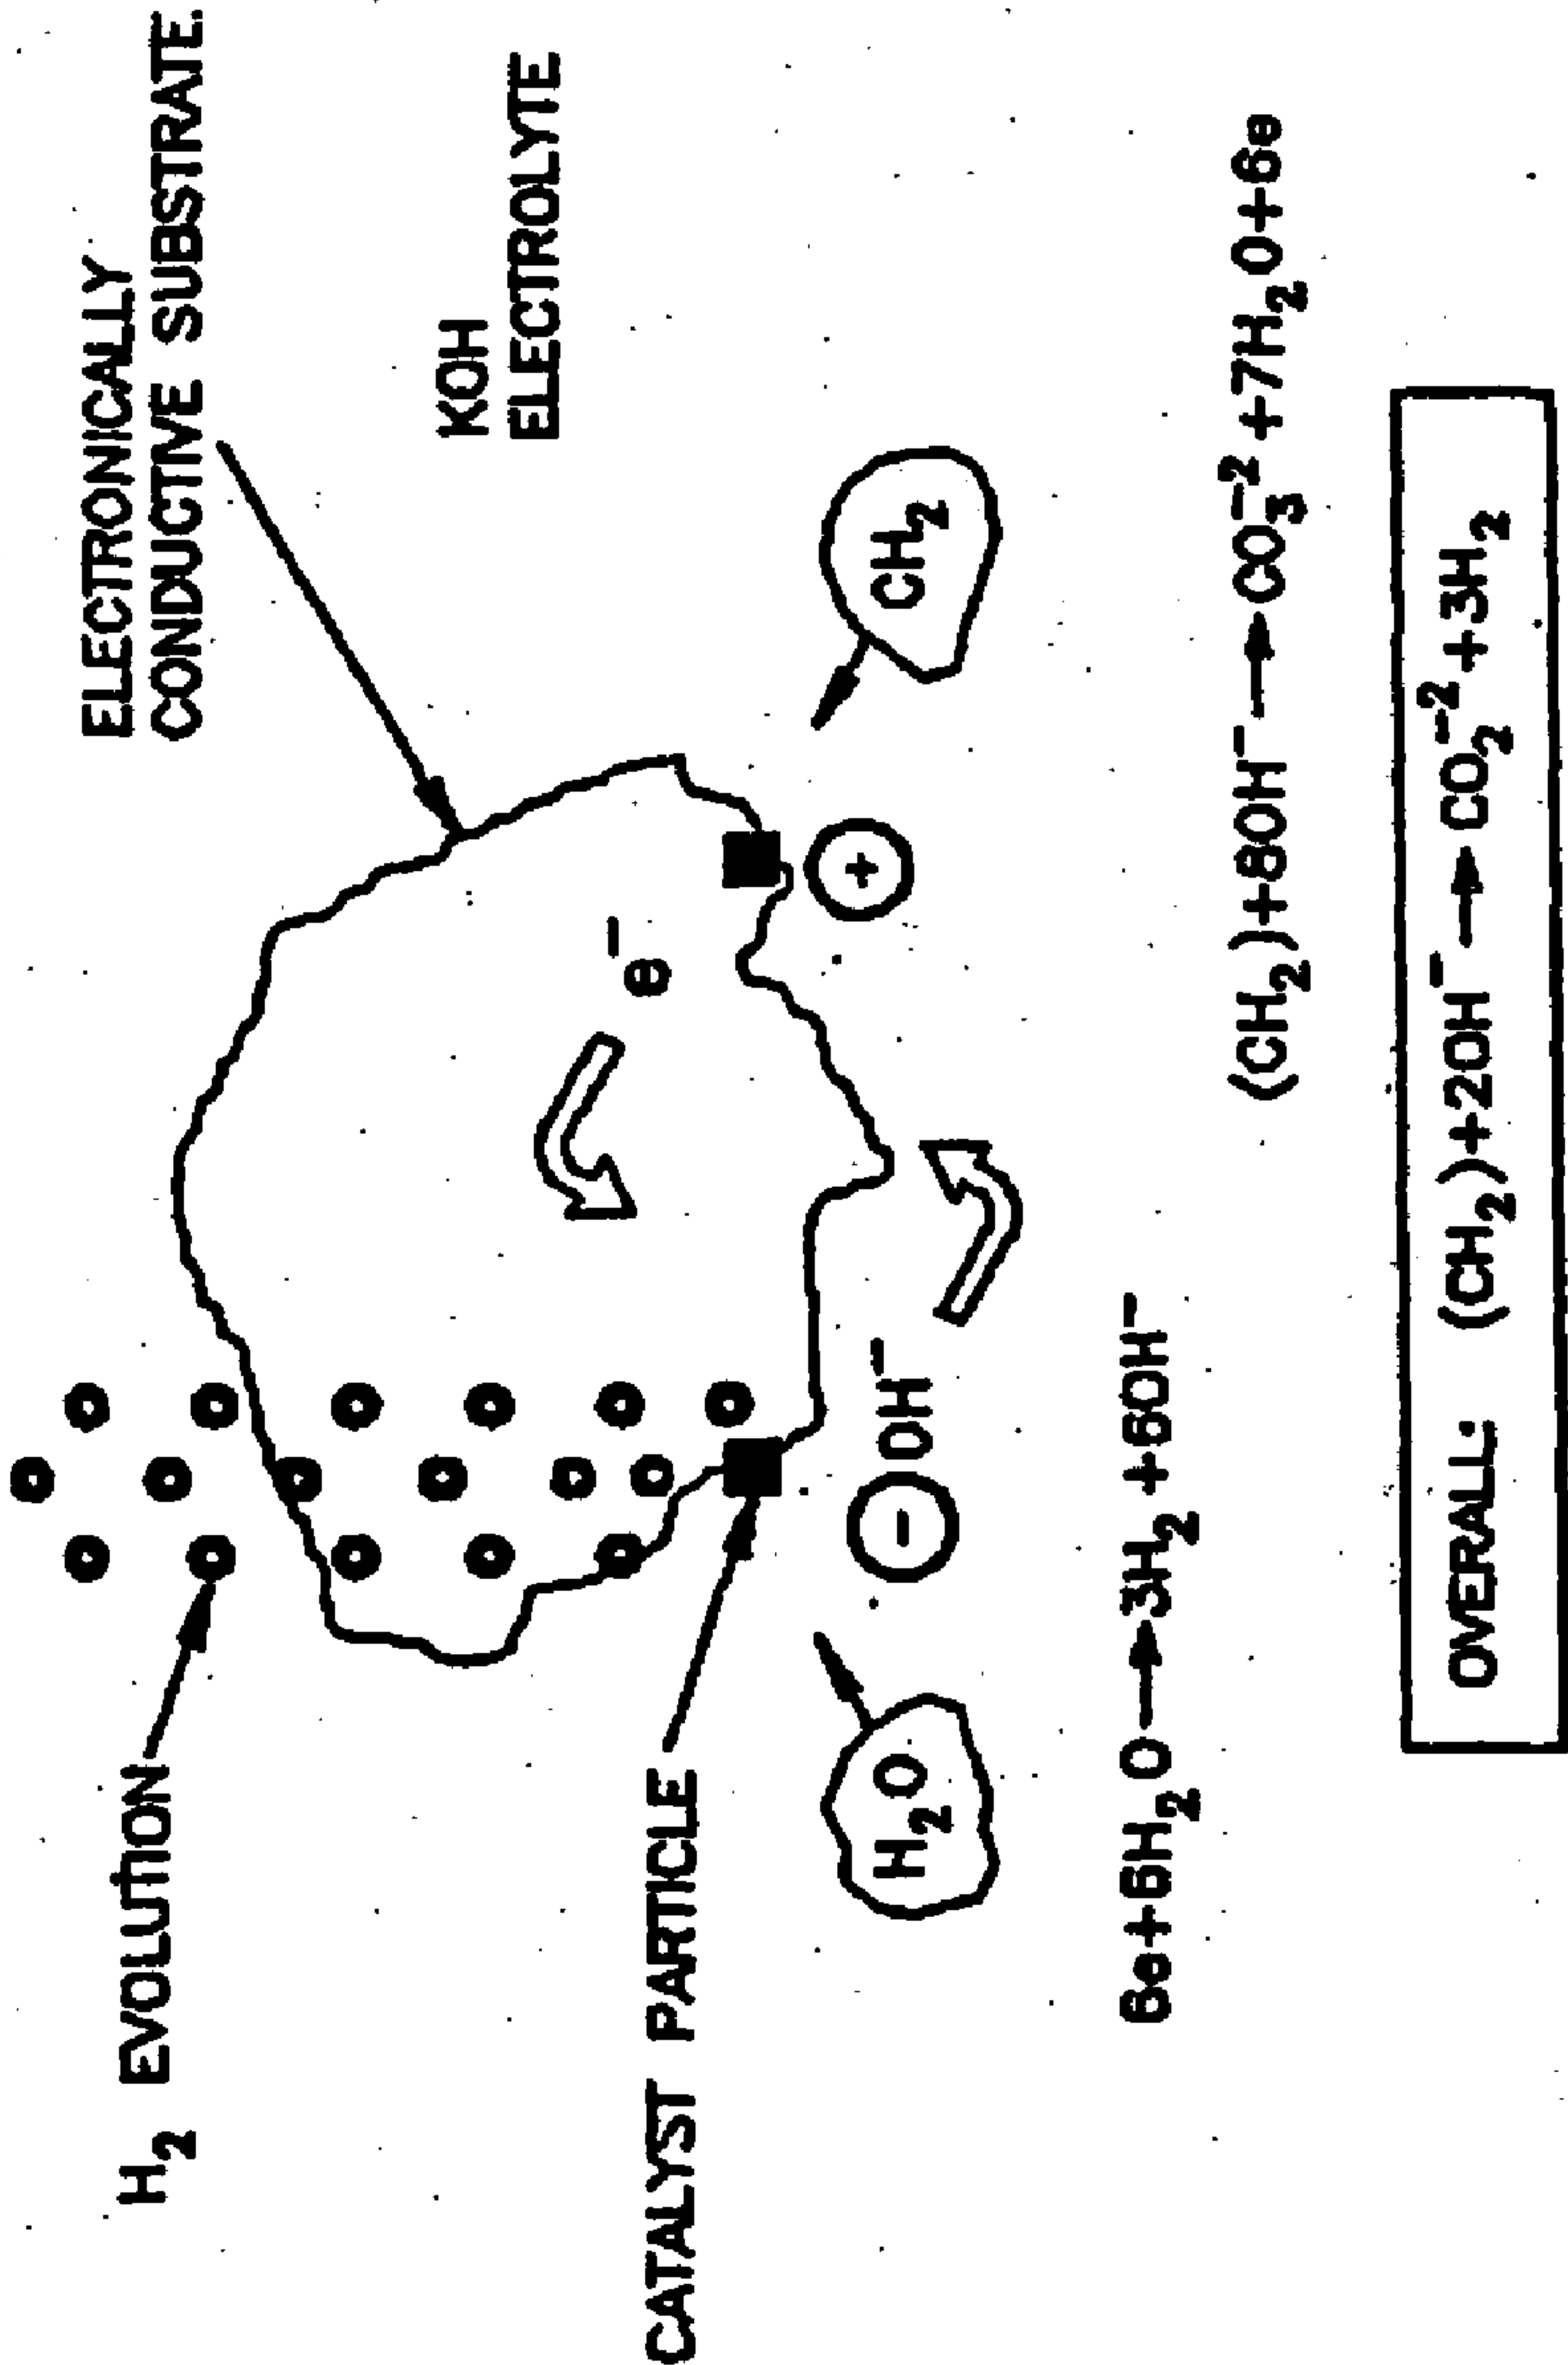 H₂ EVOLUTION
ELECTRONICALLY
CONDUCTIVE SUBSTRATE.
KOH
ELECTROLYTE
e⁻
CATALYST PARTICLE
+
−
OH⁻
H₂O
CH₂
6e+6H₂O→3H₂+6OH⁻
(CH₂)+8OH⁻→CO₃⁻²+7H₂O+6e
OVERALL: (CH₂)+2OH⁻→CO₂⁻²+3H₂